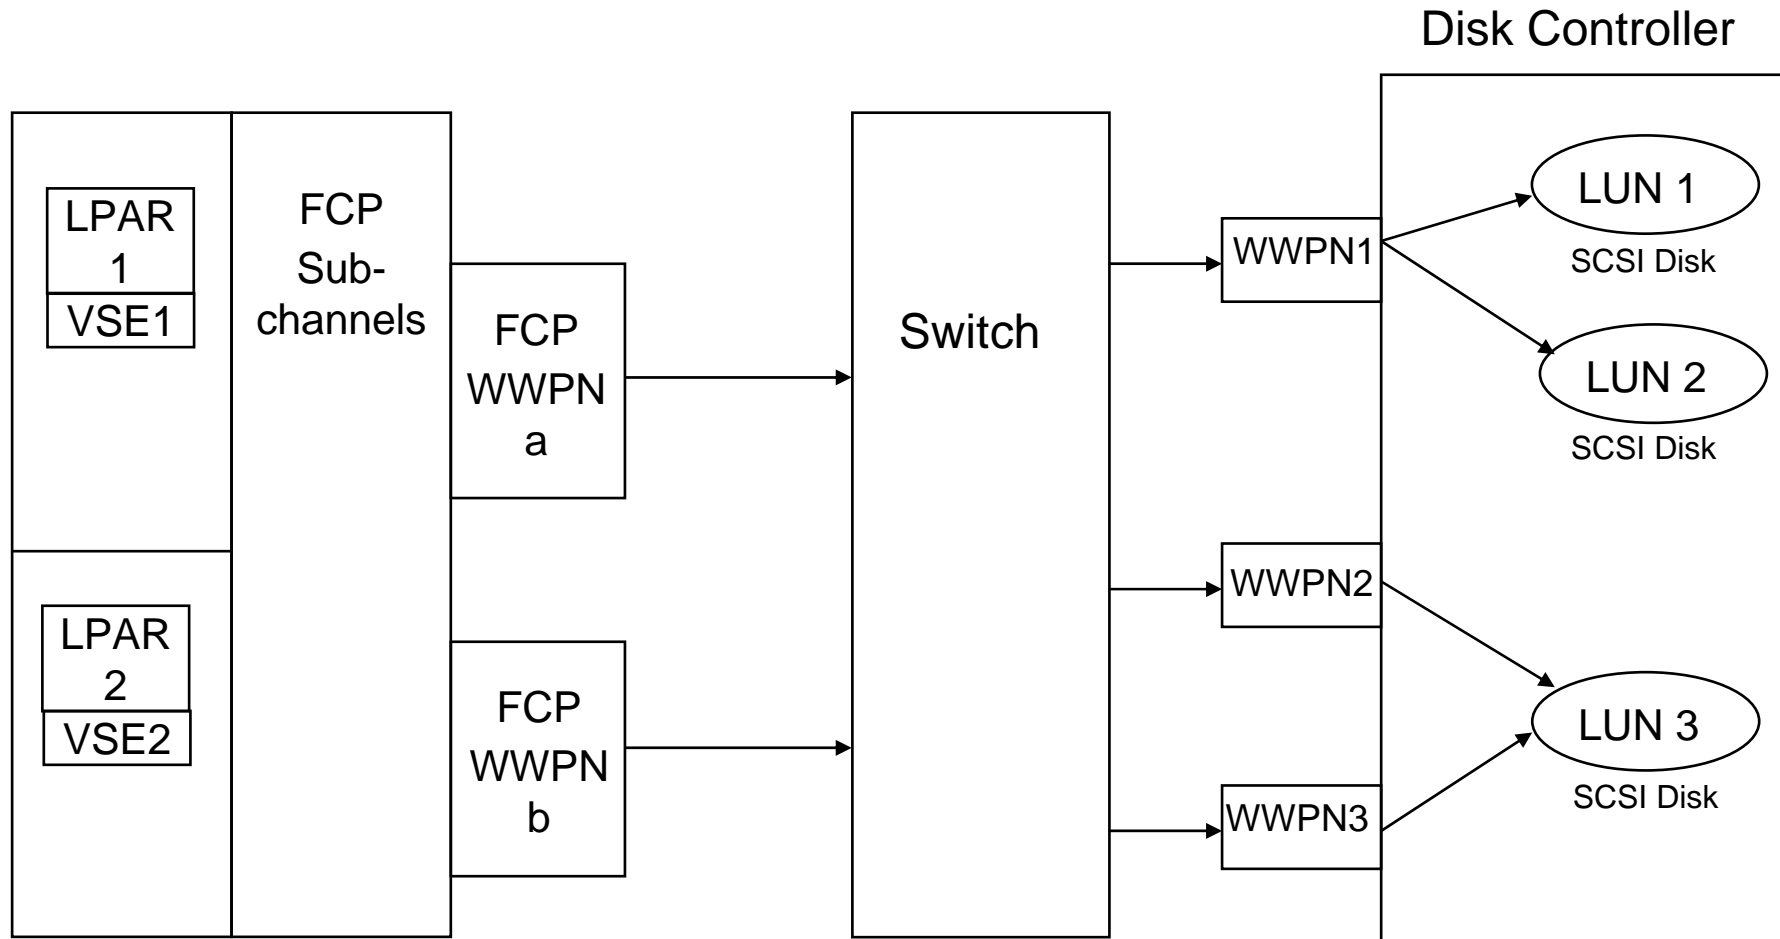 Disk Controller
LPAR
1
VSE1
LPAR
2
VSE2
FCP
Sub-
channels
FCP
WWPN
a
FCP
WWPN
b
Switch
WWPN1
WWPN2
WWPN3
LUN 1
SCSI Disk
LUN 2
SCSI Disk
LUN 3
SCSI Disk